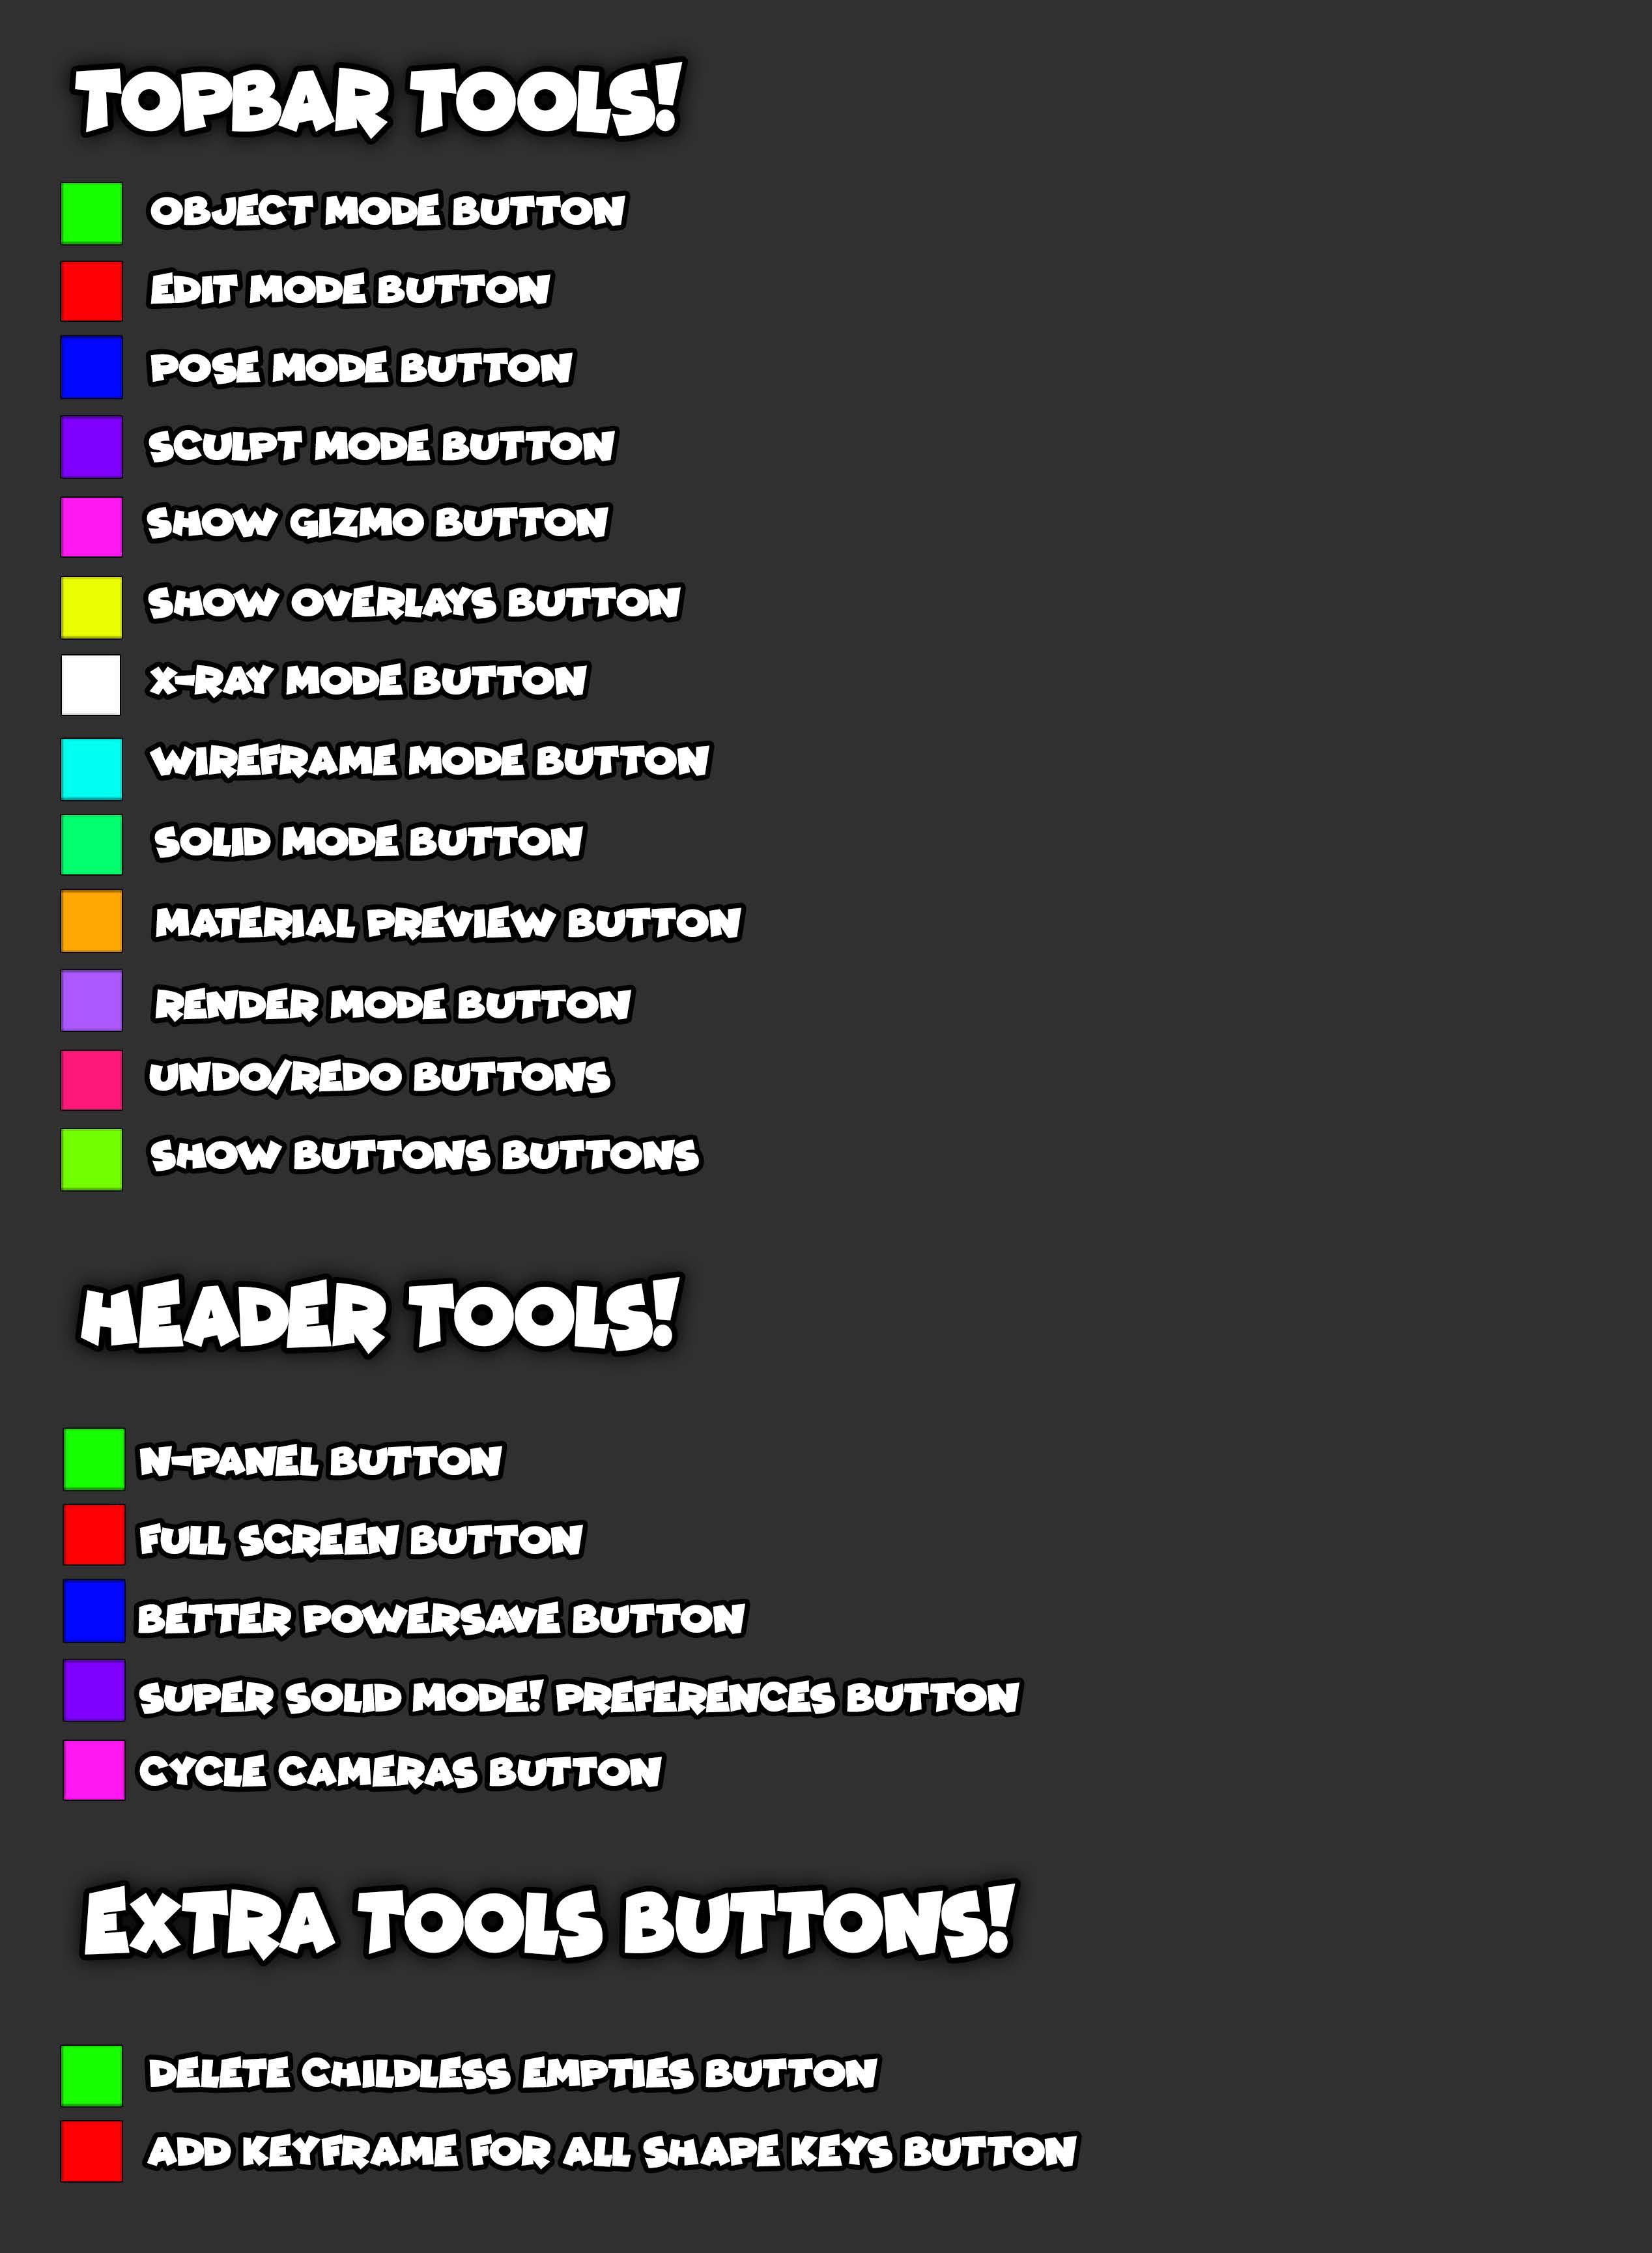 TOPBAR TOOLS!
OBJECT MODE BUTTON
EDIT MODE BUTTON
POSE MODE BUTTON
SCULPT MODE BUTTON
SHOW GIZMO BUTTON
SHOW OVERLAYS BUTTON
X-RAY MODE BUTTON
WIREFRAME MODE BUTTON
SOLID MODE BUTTON
MATERIAL PREVIEW BUTTON
RENDER MODE BUTTON
UNDO/REDO BUTTONS
SHOW BUTTONS BUTTONS
HEADER TOOLS!
N-PANEL BUTTON
FULL SCREEN BUTTON
BETTER POWERSAVE BUTTON
SUPER SOLID MODE! PREFERENCES BUTTON
CYCLE CAMERAS BUTTON
EXTRA TOOLS BUTTONS!
DELETE CHILDLESS EMPTIES BUTTON
ADD KEYFRAME FOR ALL SHAPE KEYS BUTTON